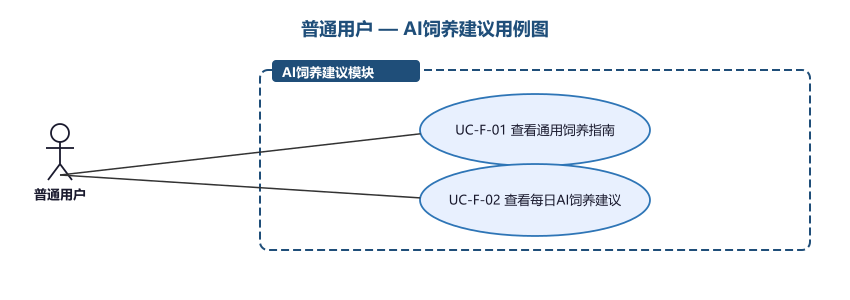 普通用户 — AI饲养建议用例图
AI饲养建议模块
UC-F-01 查看通用饲养指南
普通用户
UC-F-02 查看每日AI饲养建议